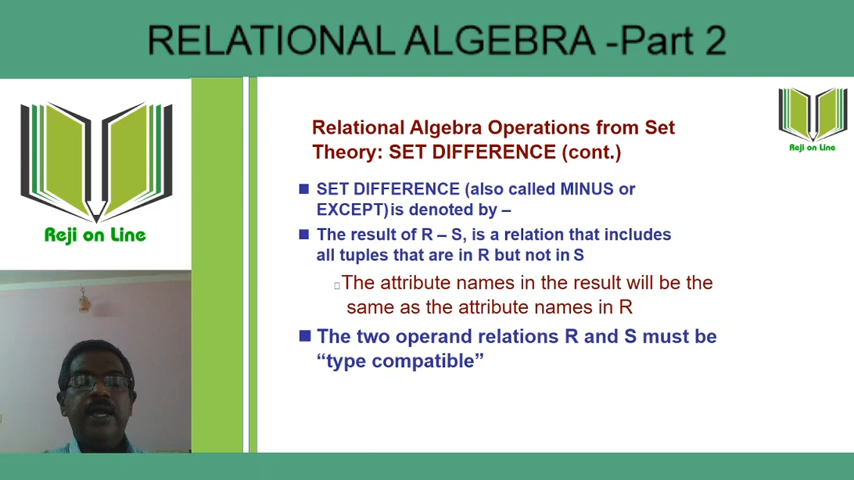 RELATIONAL ALGEBRA -Part 2
Reji on Line
Reji on Line
Relational Algebra Operations from Set
Theory: SET DIFFERENCE (cont.)
SET DIFFERENCE (also called MINUS or
EXCEPT)is denoted by –
The result of R – S, is a relation that includes
all tuples that are in R but not in S
The attribute names in the result will be the
same as the attribute names in R
The two operand relations R and S must be
“type compatible”